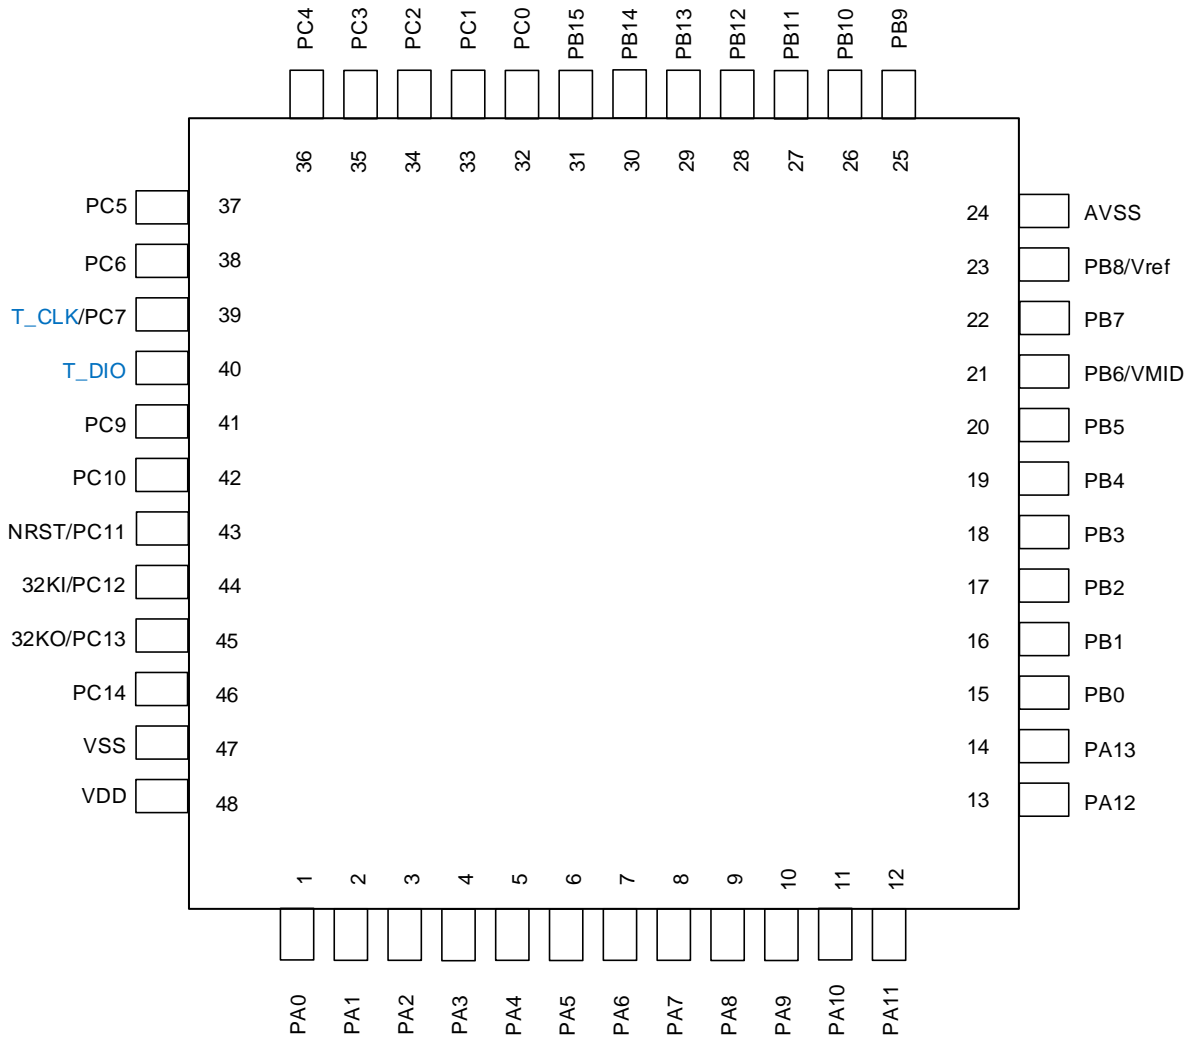 PC4 PC3 PC2 PC1 PC0 PB15 PB14 PB13 PB12 PB11 PB10 PB9
36 35 34 33 32 31 30 29 28 27 26 25
PC5 37
PC6 38
T_CLK/PC7 39
T_DIO 40
PC9 41
PC10 42
NRST/PC11 43
32KI/PC12 44
32KO/PC13 45
PC14 46
VSS 47
VDD 48
24 AVSS
23 PB8/Vref
22 PB7
21 PB6/VMID
20 PB5
19 PB4
18 PB3
17 PB2
16 PB1
15 PB0
14 PA13
13 PA12
1 2 3 4 5 6 7 8 9 10 11 12
PA0 PA1 PA2 PA3 PA4 PA5 PA6 PA7 PA8 PA9 PA10 PA11